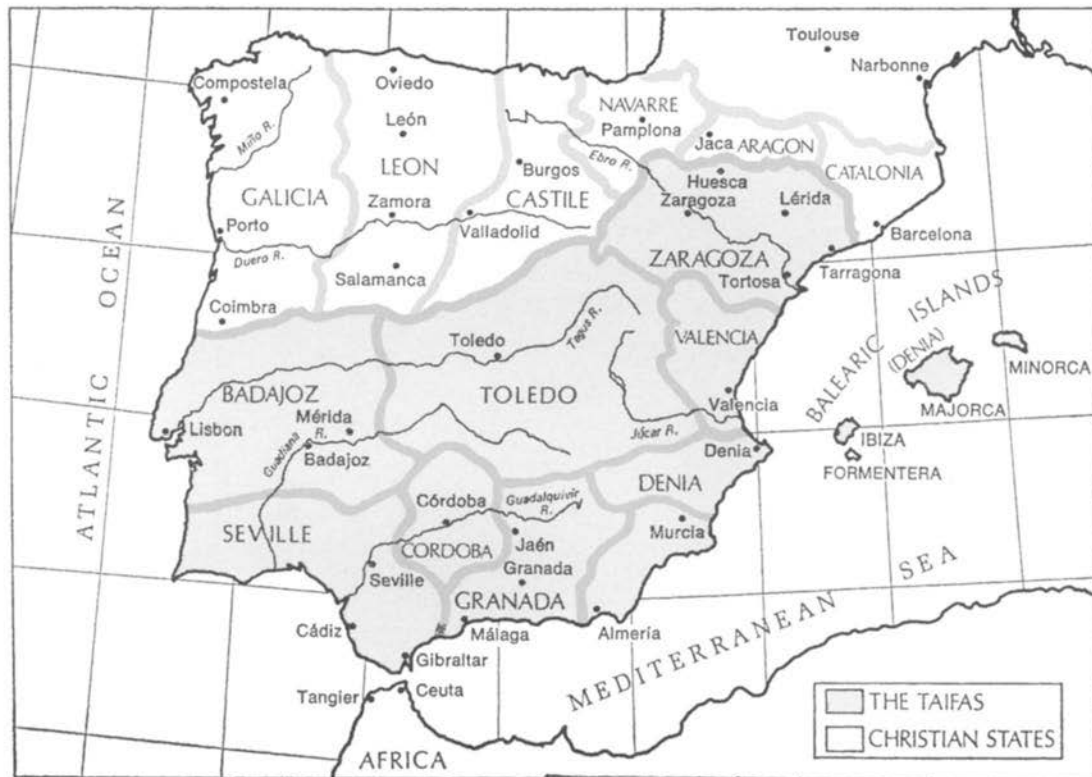 Toulouse
Narbonne
Compostela
Oviedo
NAVARRE
Pamplona
León
Jaca
ARAGON
Miño R.
LEON
Burgos
Ebro R.
CATALONIA
Huesca
GALICIA
Zamora
CASTILE
Zaragoza
Lérida
Porto
Valladolid
Barcelona
Duero R.
Salamanca
ZARAGOZA
Tarragona
Tortosa
Coimbra
ATLANTIC OCEAN
Toledo
Tagus R.
VALENCIA
BALEARIC ISLANDS
(DENIA)
MINORCA
BADAJOZ
TOLEDO
Valencia
MAJORCA
Lisbon
Mérida
Guadiana R.
Badajoz
Júcar R.
Denia
IBIZA
FORMENTERA
Córdoba
Guadalquivir R.
DENIA
SEVILLE
CORDOBA
Jaén
Murcia
Seville
Granada
GRANADA
MEDITERRANEAN SEA
Cádiz
Málaga
Almería
Gibraltar
Tangier
Ceuta
AFRICA
THE TAIFAS
CHRISTIAN STATES